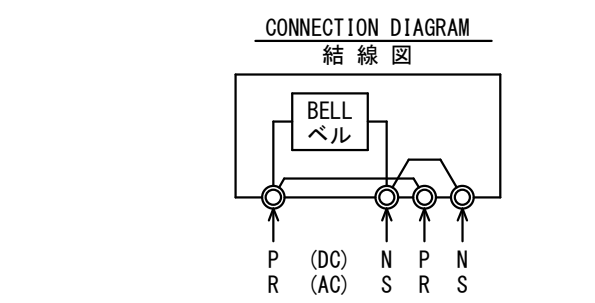 CONNECTION DIAGRAM
結線図
BELL
ベル
P (DC) N P N
R (AC) S R S